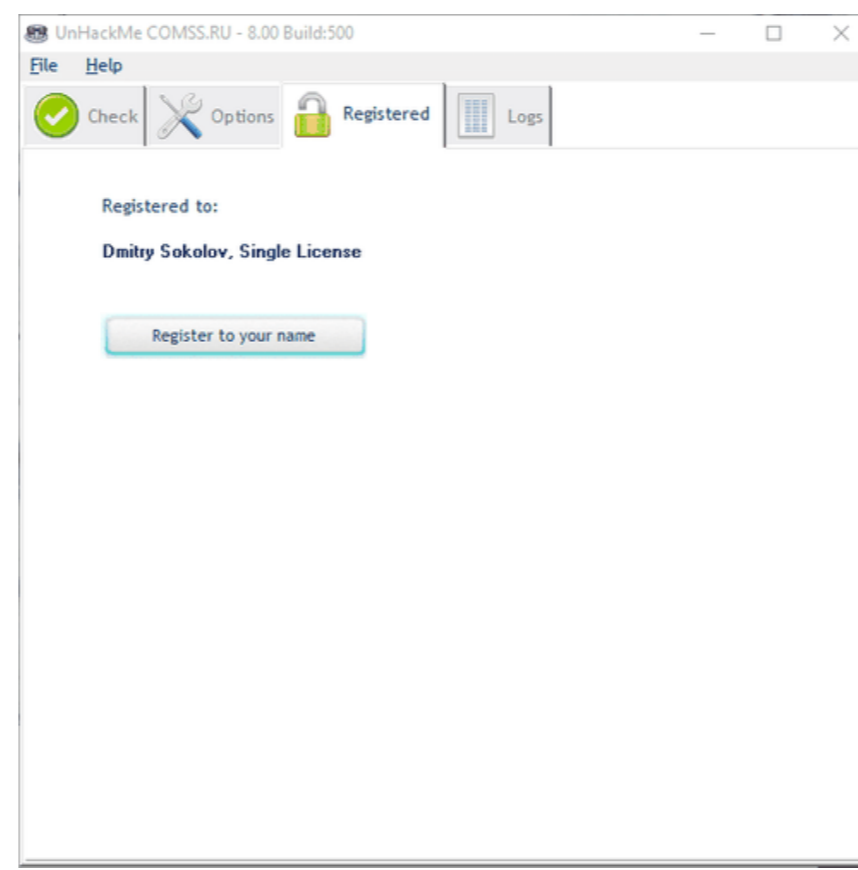 UnHackMe COMSS.RU - 8.00 Build:500
File Help
Check Options Registered Logs
Registered to:
Dmitry Sokolov, Single License
Register to your name